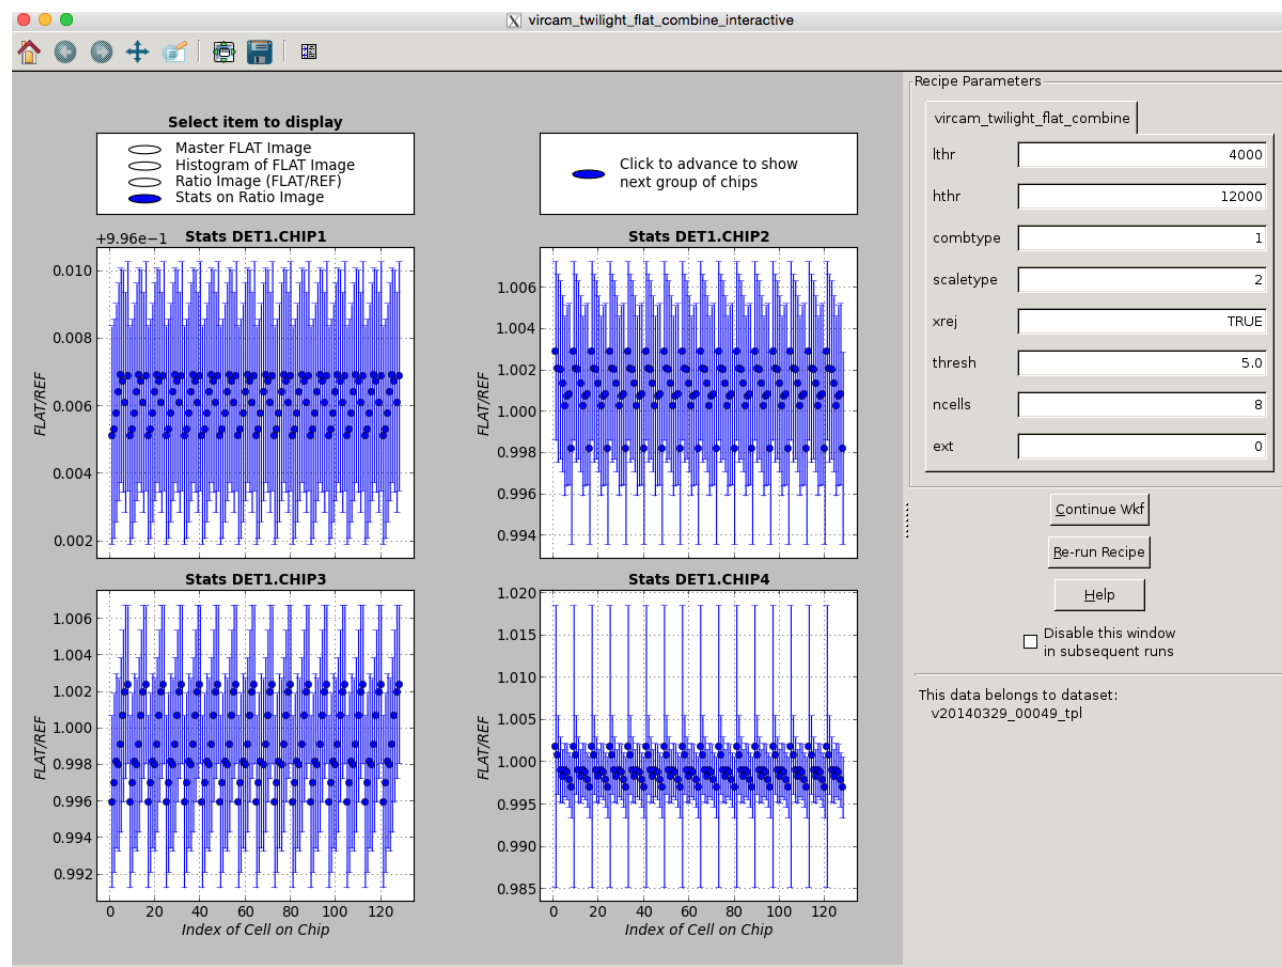 vircam_twilight_flat_combine_interactive
Select item to display
Master FLAT Image
Histogram of FLAT Image
Ratio Image (FLAT/REF)
Stats on Ratio Image
Click to advance to show
next group of chips
+9.96e−1 Stats DET1.CHIP1
0.010
0.008
0.006
0.004
0.002
FLAT/REF
Stats DET1.CHIP2
1.006
1.004
1.002
1.000
0.998
0.996
0.994
FLAT/REF
Stats DET1.CHIP3
1.006
1.004
1.002
1.000
0.998
0.996
0.994
0.992
FLAT/REF
0 20 40 60 80 100 120
Index of Cell on Chip
Stats DET1.CHIP4
1.020
1.015
1.010
1.005
1.000
0.995
0.990
0.985
FLAT/REF
0 20 40 60 80 100 120
Index of Cell on Chip
Recipe Parameters
vircam_twilight_flat_combine
lthr 4000
hthr 12000
combtype 1
scaletype 2
xrej TRUE
thresh 5.0
ncells 8
ext 0
Continue Wkf
Re-run Recipe
Help
Disable this window
in subsequent runs
This data belongs to dataset:
v20140329_00049_tpl